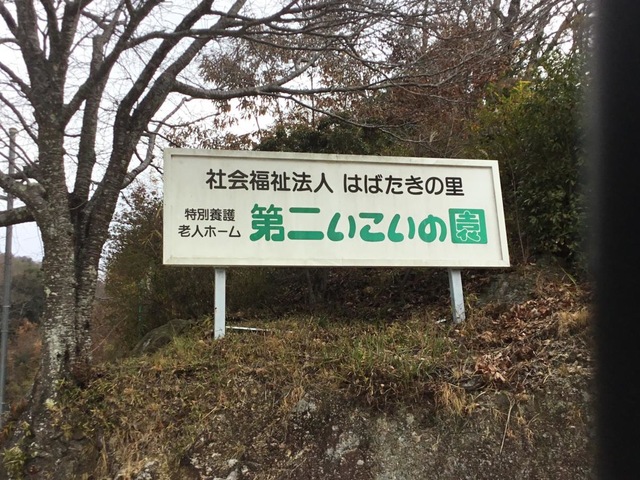 社会福祉法人 はばたきの里
特別養護
老人ホーム
第二いこいの園